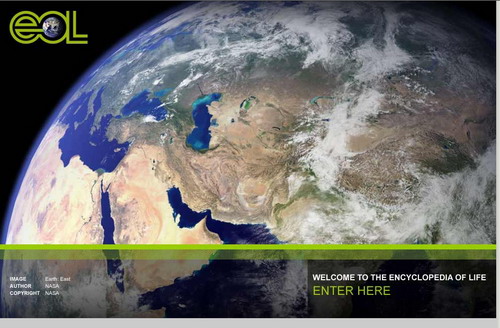 eOL
IMAGE Earth: East
AUTHOR NASA
COPYRIGHT NASA
WELCOME TO THE ENCYCLOPEDIA OF LIFE
ENTER HERE